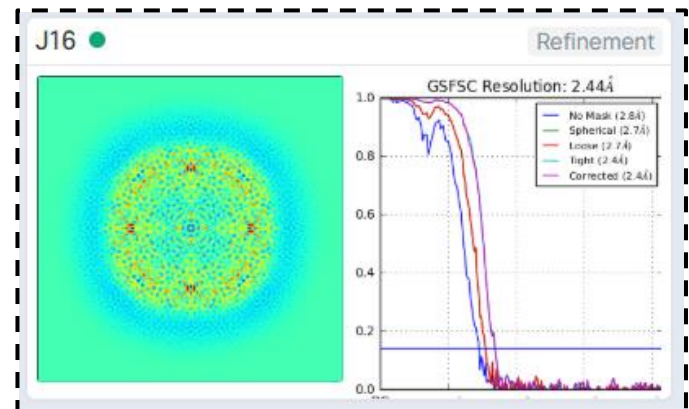 J16
Refinement
GSFSC Resolution: 2.44Å
No Mask (2.8Å)
Spherical (2.7Å)
Loose (2.7Å)
Tight (2.4Å)
Corrected (2.4Å)
1.0
0.8
0.6
0.4
0.2
0.0